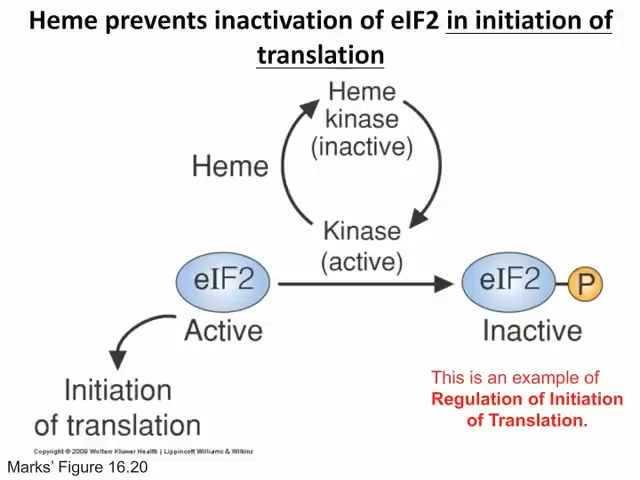 Heme prevents inactivation of eIF2 in initiation of
translation
Heme
kinase
(inactive)
Heme
Kinase
(active)
eIF2
eIF2
P
Active
Inactive
Initiation
of translation
This is an example of
Regulation of Initiation
of Translation.
Copyright © 2009 Wolters Kluwer Health | Lippincott Williams & Wilkins
Marks' Figure 16.20